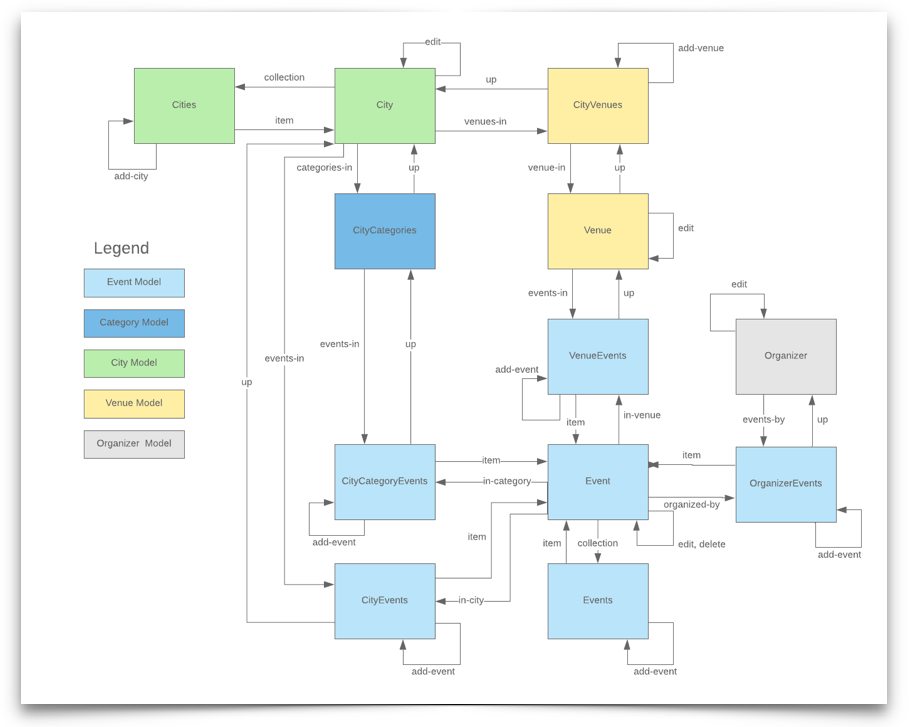 edit
add-venue
collection
up
Cities
City
CityVenues
item
venues-in
add-city
categories-in
up
venue-in
up
CityCategories
Venue
edit
Legend
Event Model
Category Model
City Model
Venue Model
Organizer Model
events-in
up
edit
VenueEvents
Organizer
events-in
up
events-in
up
add-event
item
in-venue
events-by
up
CityCategoryEvents
item
in-category
Event
item
organized-by
OrganizerEvents
add-event
item
item
collection
edit, delete
add-event
CityEvents
in-city
Events
add-event
add-event